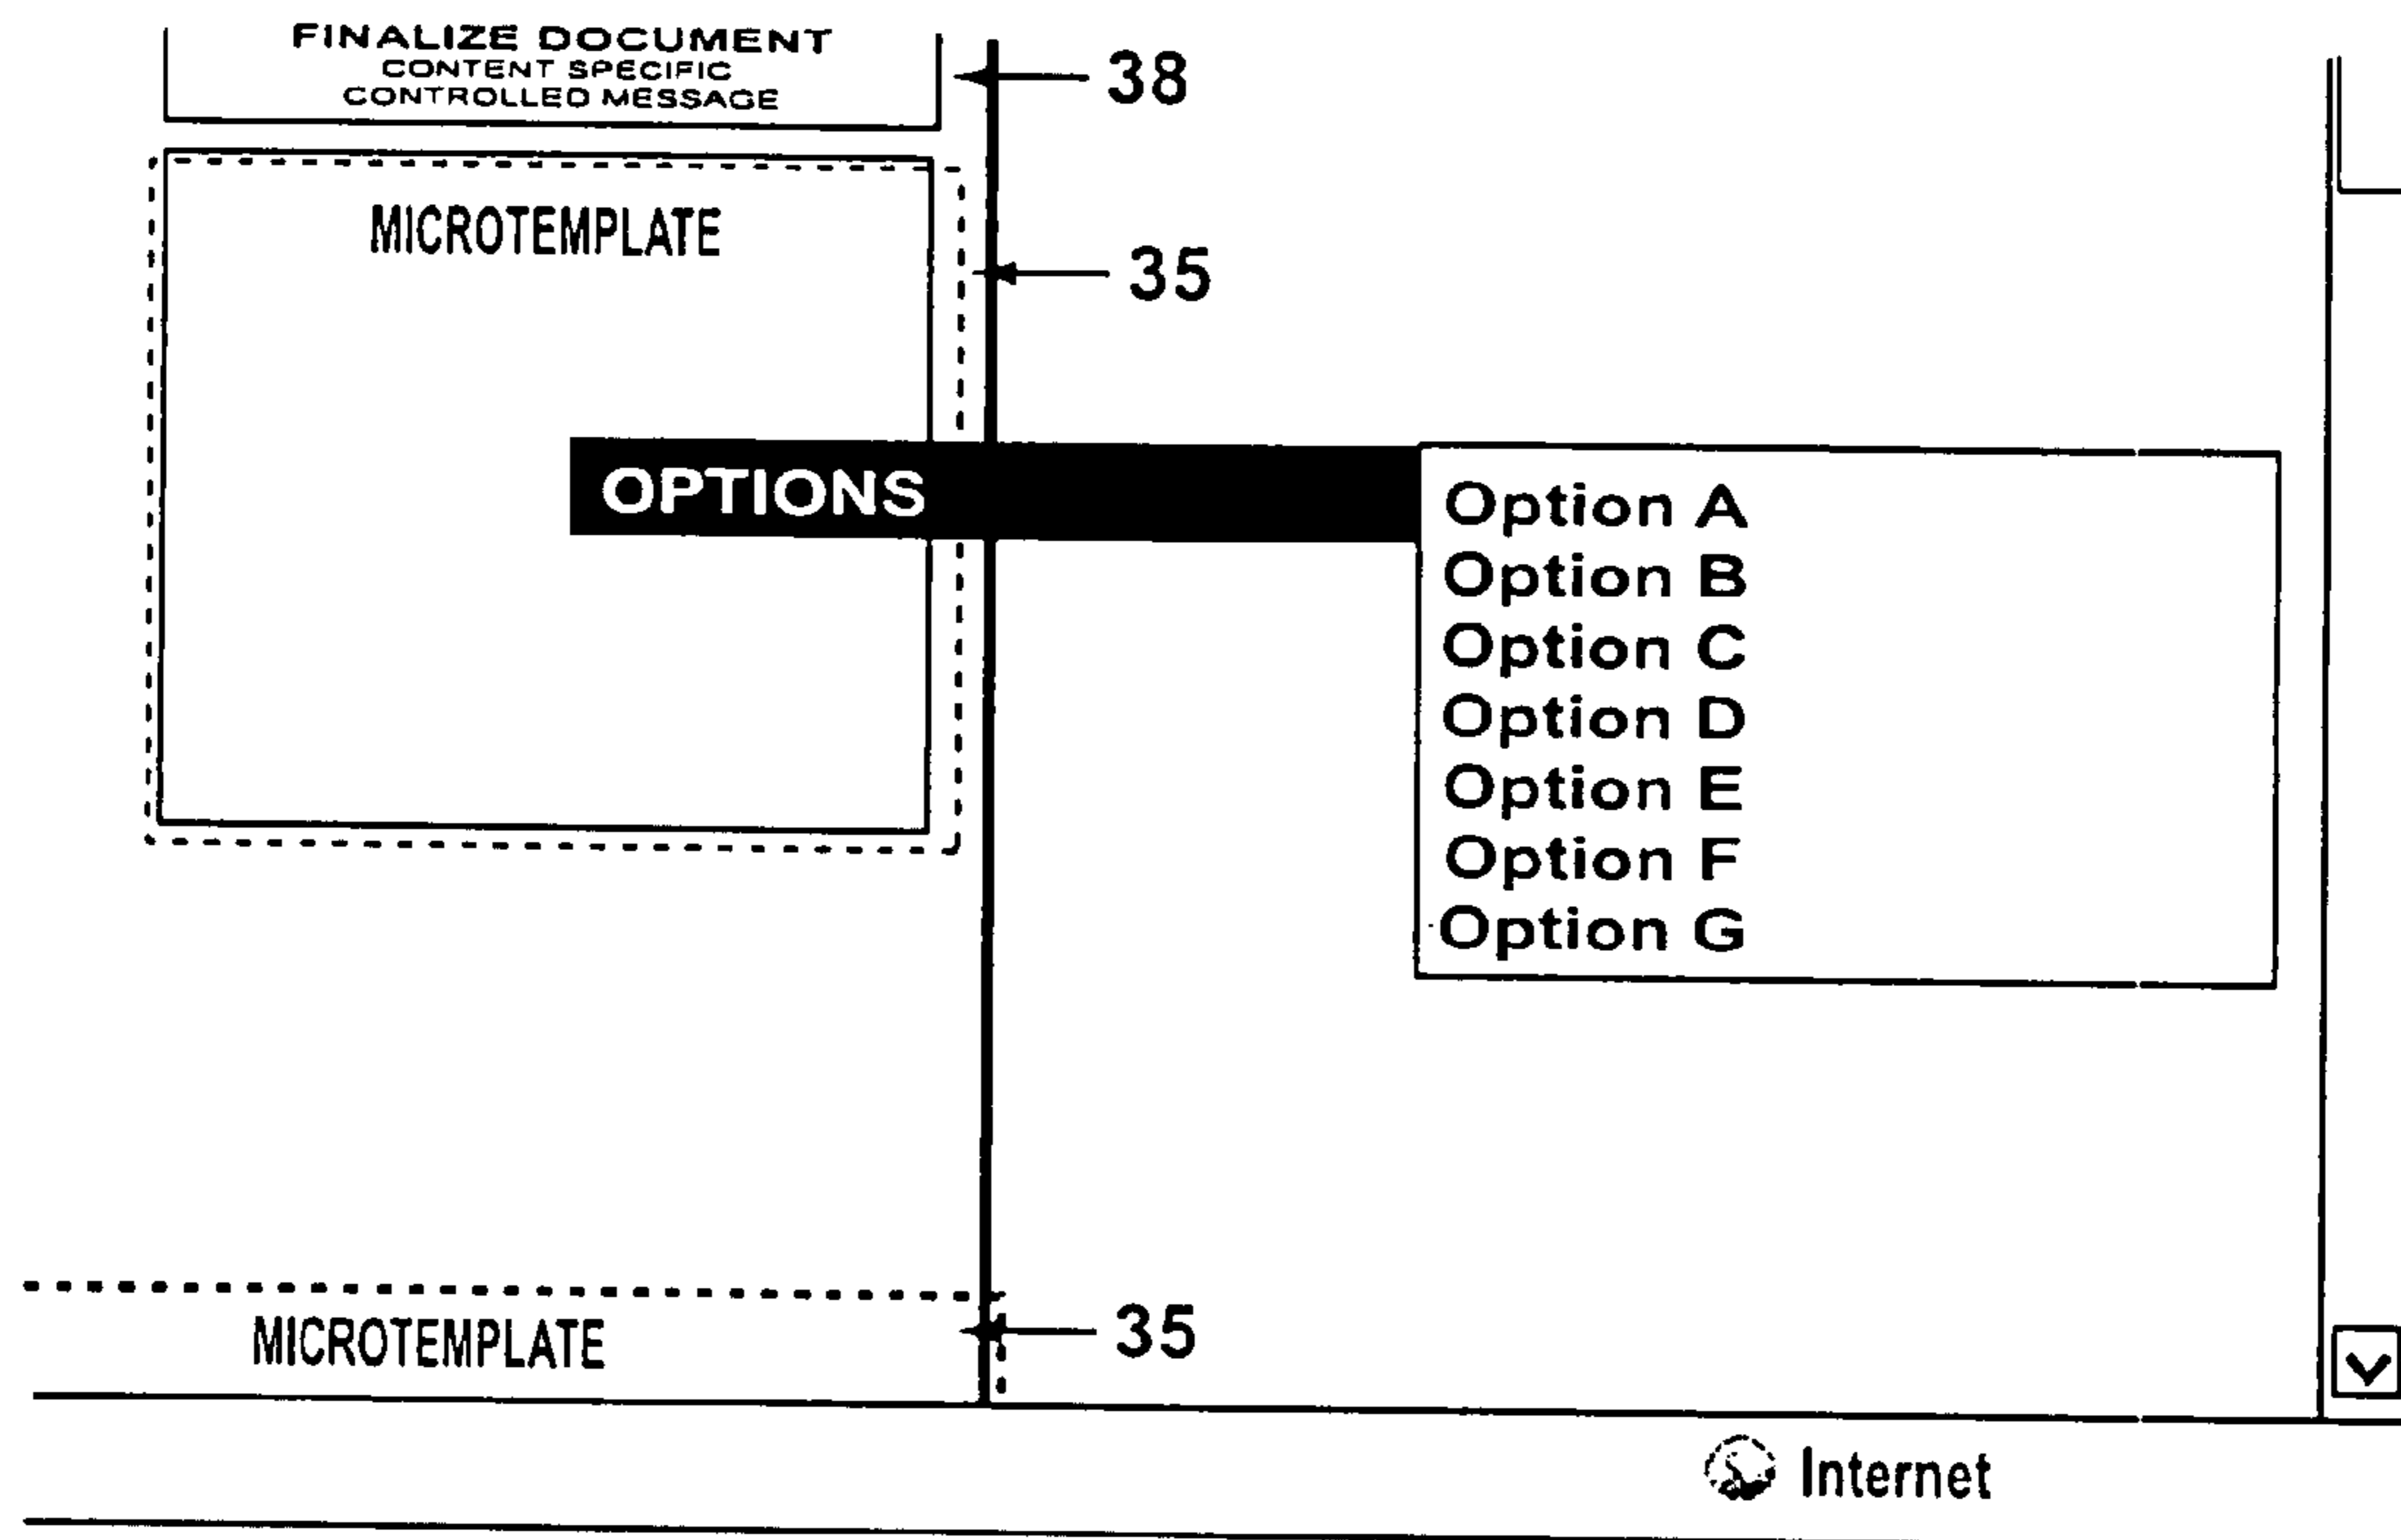 FINALIZE DOCUMENT
CONTENT SPECIFIC
CONTROLLED MESSAGE
38
MICROTEMPLATE
35
OPTIONS
Option A
Option B
Option C
Option D
Option E
Option F
Option G
MICROTEMPLATE
35
Internet